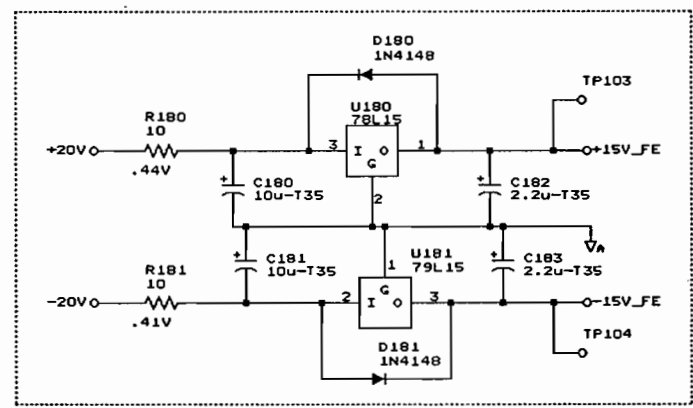 D180
1N4148
TP103
R180
10
U180
78L15
+20V
3
I
O
1
+15V_FE
G
.44V
+
C180
10u-T35
2
+
C182
2.2u-T35
A
+
C181
10u-T35
1
U181
79L15
+
C183
2.2u-T35
R181
10
G
-20V
2
I
O
3
-15V_FE
.41V
D181
1N4148
TP104